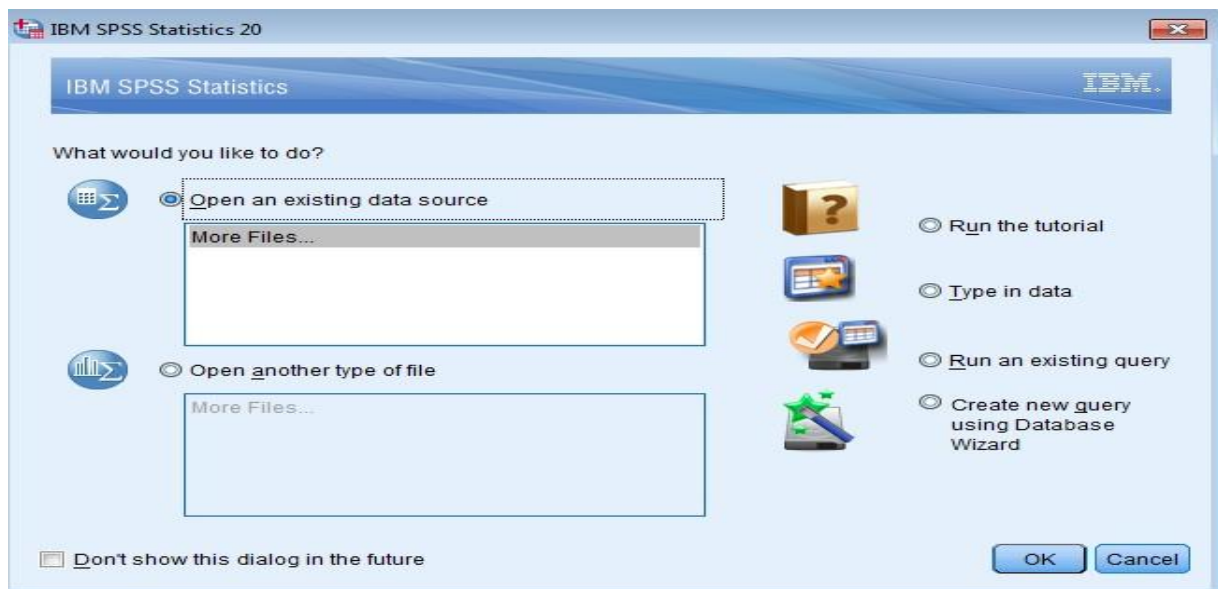 IBM SPSS Statistics 20
IBM SPSS Statistics
IBM.
What would you like to do?
Open an existing data source
More Files...
Open another type of file
More Files...
?
Run the tutorial
Type in data
Run an existing query
Create new query
using Database
Wizard
Don't show this dialog in the future
OK
Cancel